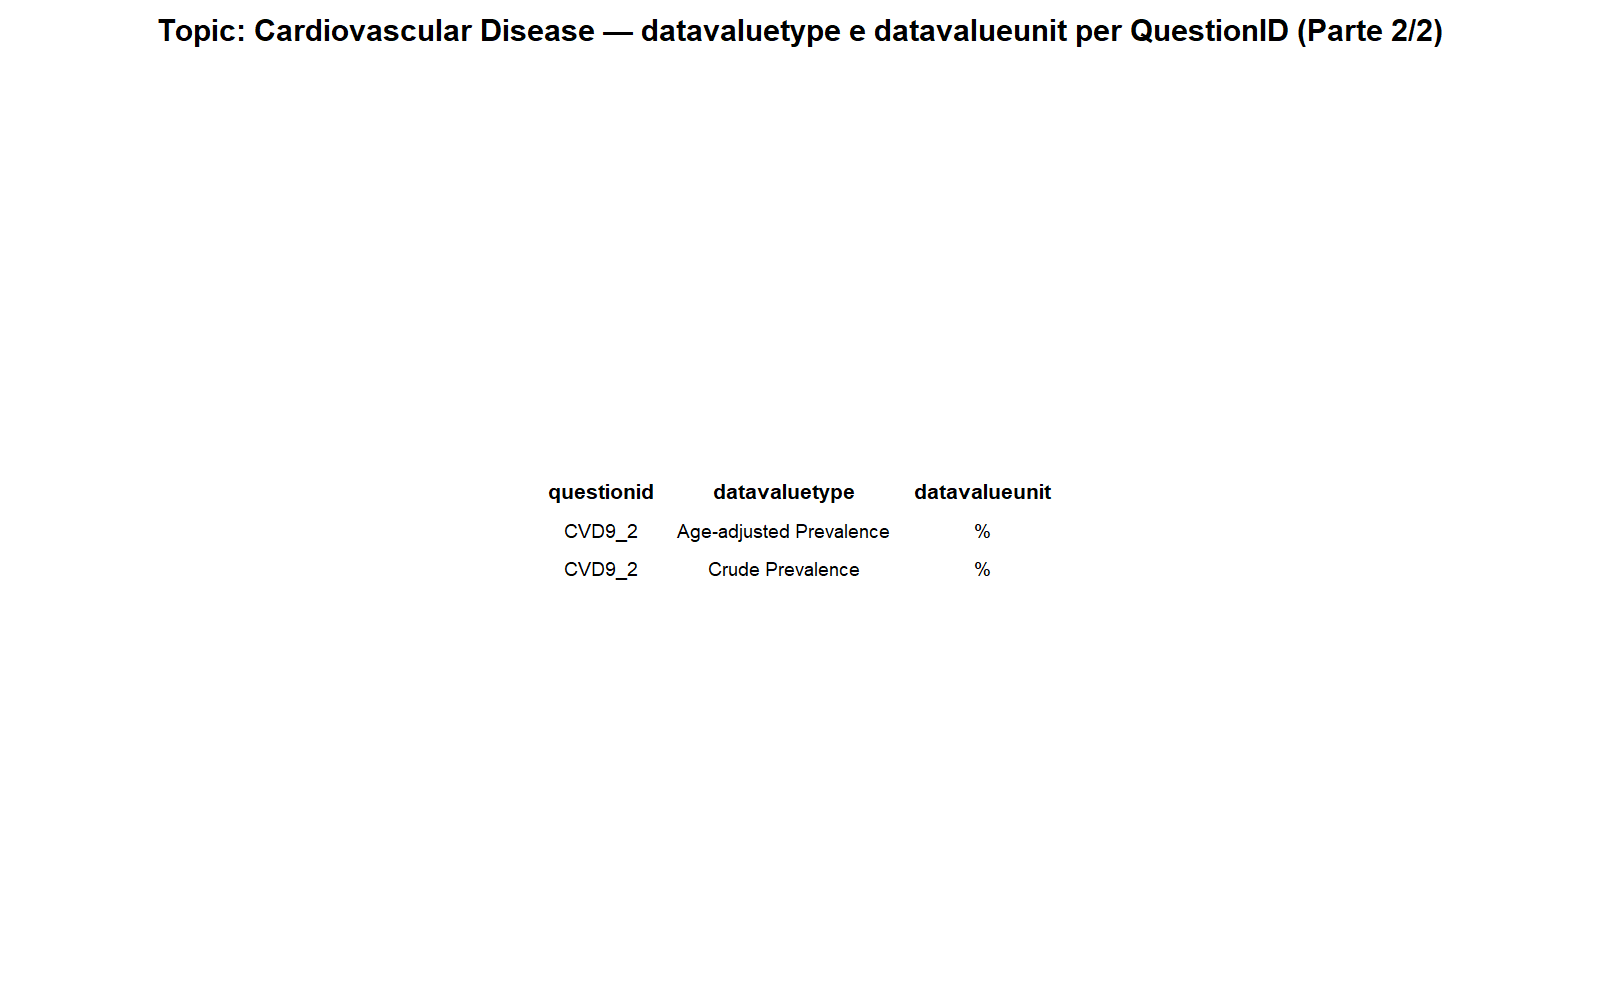 Topic: Cardiovascular Disease — datavaluetype e datavalueunit per QuestionID (Parte 2/2)
questionid datavaluetype datavalueunit
CVD9_2 Age-adjusted Prevalence %
CVD9_2 Crude Prevalence %